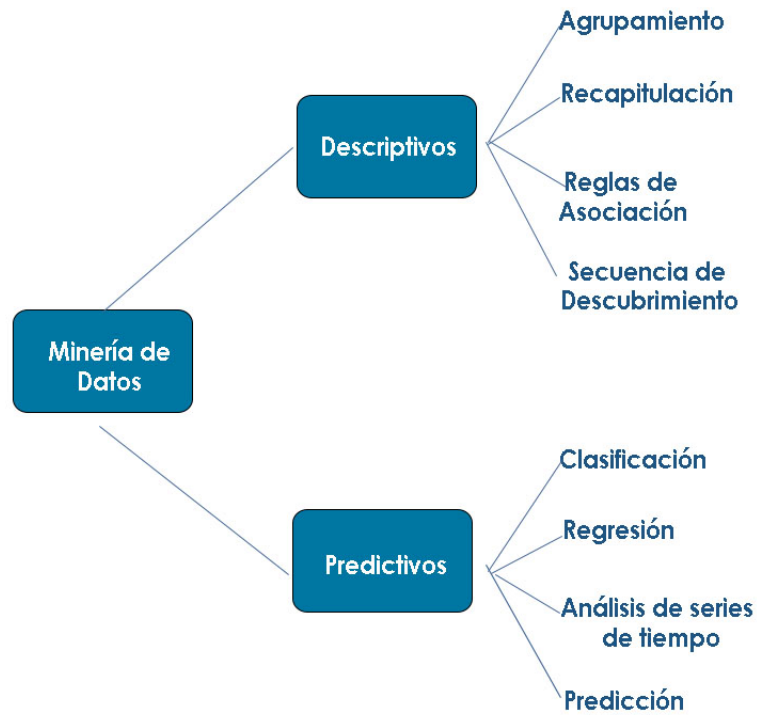 Agrupamiento
Recapitulación
Descriptivos
Reglas de
Asociación
Secuencia de
Descubrimiento
Minería de
Datos
Clasificación
Regresión
Predictivos
Análisis de series
de tiempo
Predicción